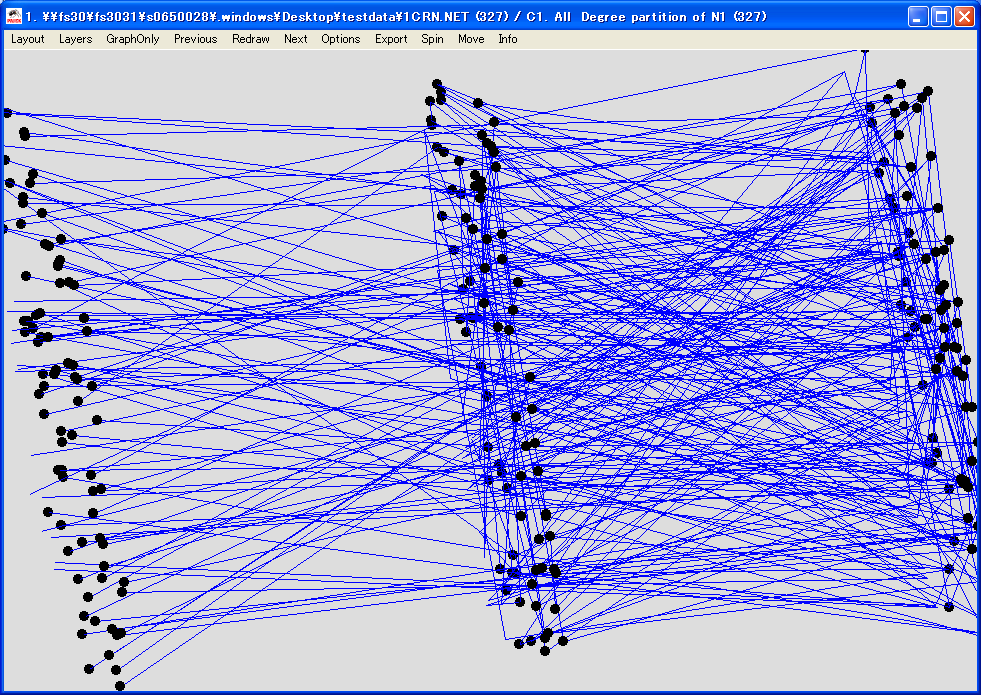 1. ¥¥fs30¥fs3031¥s0650028¥.windows¥Desktop¥testdata¥1CRN.NET (327) / C1. All Degree partition of N1 (327)
Layout Layers GraphOnly Previous Redraw Next Options Export Spin Move Info